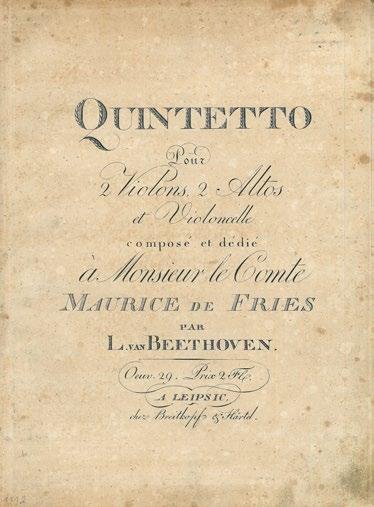 QUINTETTO
Pour
2 Violons, 2 Altos
et Violoncelle
composé et dédié
à Monsieur le Comte
MAURICE DE FRIES
PAR
L. VAN BEETHOVEN.
Oeuv. 29. Prix 2 Fl.
A LEIPSIC,
chez Breitkopf & Härtel.